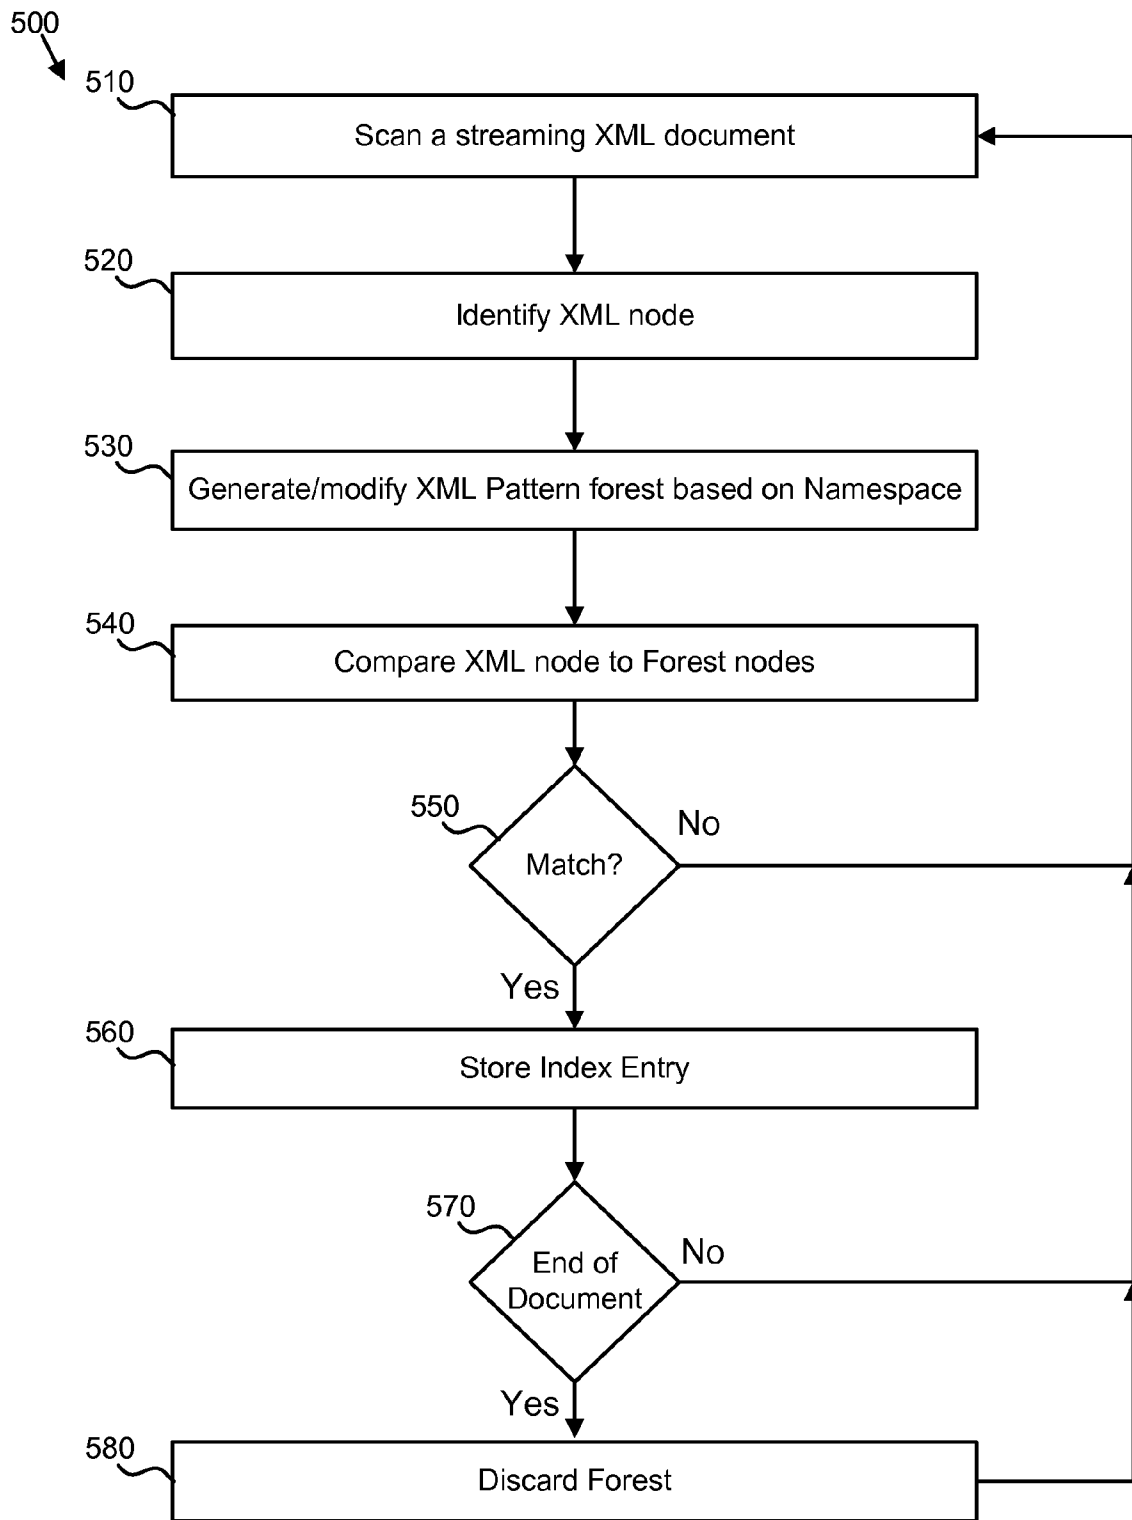 500
510
Scan a streaming XML document
520
Identify XML node
530
Generate/modify XML Pattern forest based on Namespace
540
Compare XML node to Forest nodes
550
No
Match?
Yes
560
Store Index Entry
570
No
End of
Document
Yes
580
Discard Forest